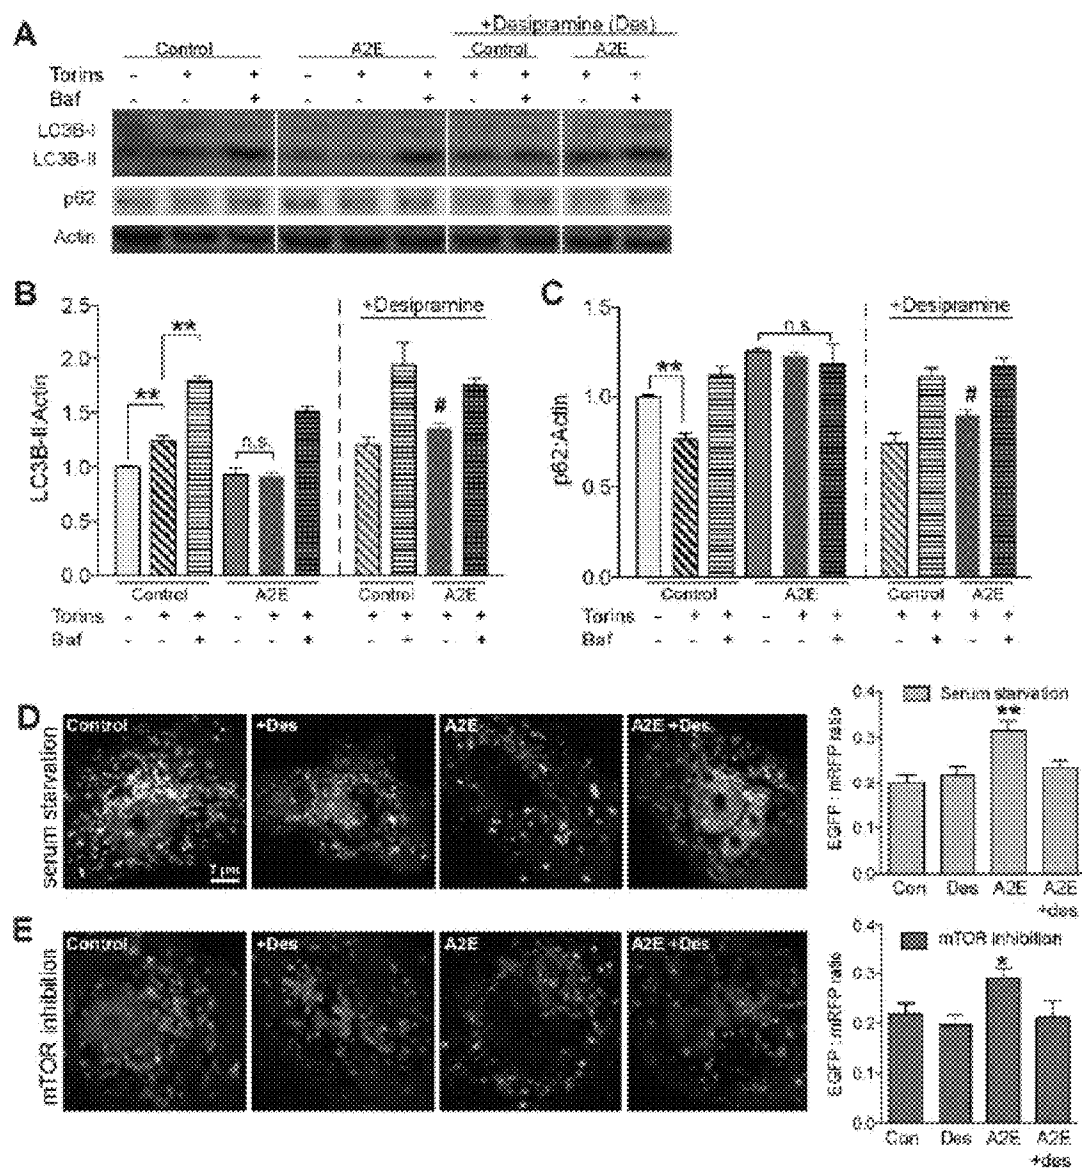 A
+Desipramine (Des)
Control A2E Control A2E
Torins - + + - + + + + + +
Baf - - + - - + - + - +
LC3B-I
LC3B-II
p62
Actin
B
LC3B-II:Actin
2.5
2.0
1.5
1.0
0.5
0.0
** ** n.s. #
+Desipramine
Control A2E Control A2E
Torins - + + - + + + + + +
Baf - - + - - + - + - +
C
p62:Actin
1.5
1.0
0.5
0.0
** n.s. #
+Desipramine
Control A2E Control A2E
Torins - + + - + + + + + +
Baf - - + - - + - + - +
D
serum starvation
Control +Des A2E A2E +Des
EGFP : mRFP ratio
0.4
0.3
0.2
0.1
0.0
Serum starvation
**
Con Des A2E A2E
+des
E
mTOR inhibition
Control +Des A2E A2E +Des
EGFP : mRFP ratio
0.4
0.3
0.2
0.1
0.0
mTOR inhibition
*
Con Des A2E A2E
+des